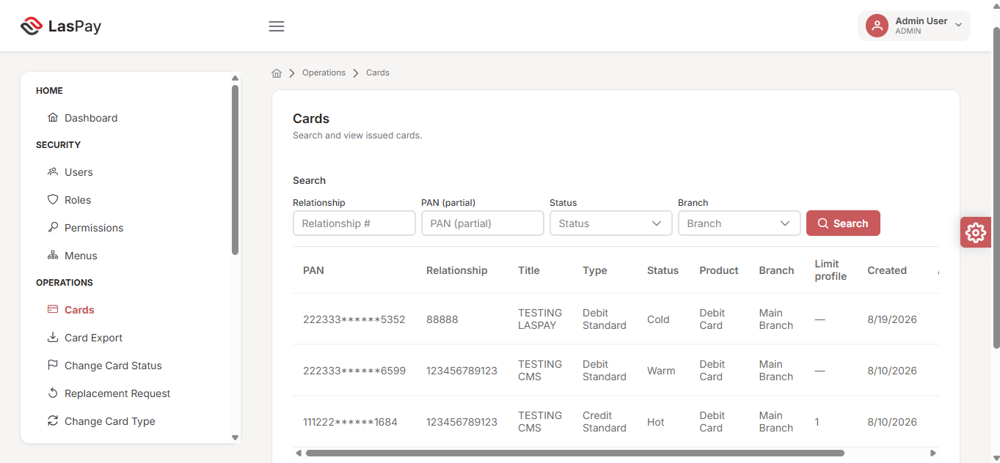 LasPay
Admin User
ADMIN
HOME
Dashboard
SECURITY
Users
Roles
Permissions
Menus
OPERATIONS
Cards
Card Export
Change Card Status
Replacement Request
Change Card Type
Operations
Cards
Cards
Search and view issued cards.
Search
Relationship PAN (partial) Status Branch
Relationship # PAN (partial) Status Branch Search
PAN Relationship Title Type Status Product Branch Limit profile Created
222333******5352 88888 TESTING LASPAY Debit Standard Cold Debit Card Main Branch — 8/19/2026
222333******6599 123456789123 TESTING CMS Debit Standard Warm Debit Card Main Branch — 8/10/2026
111222******1684 123456789123 TESTING CMS Credit Standard Hot Debit Card Main Branch 1 8/10/2026